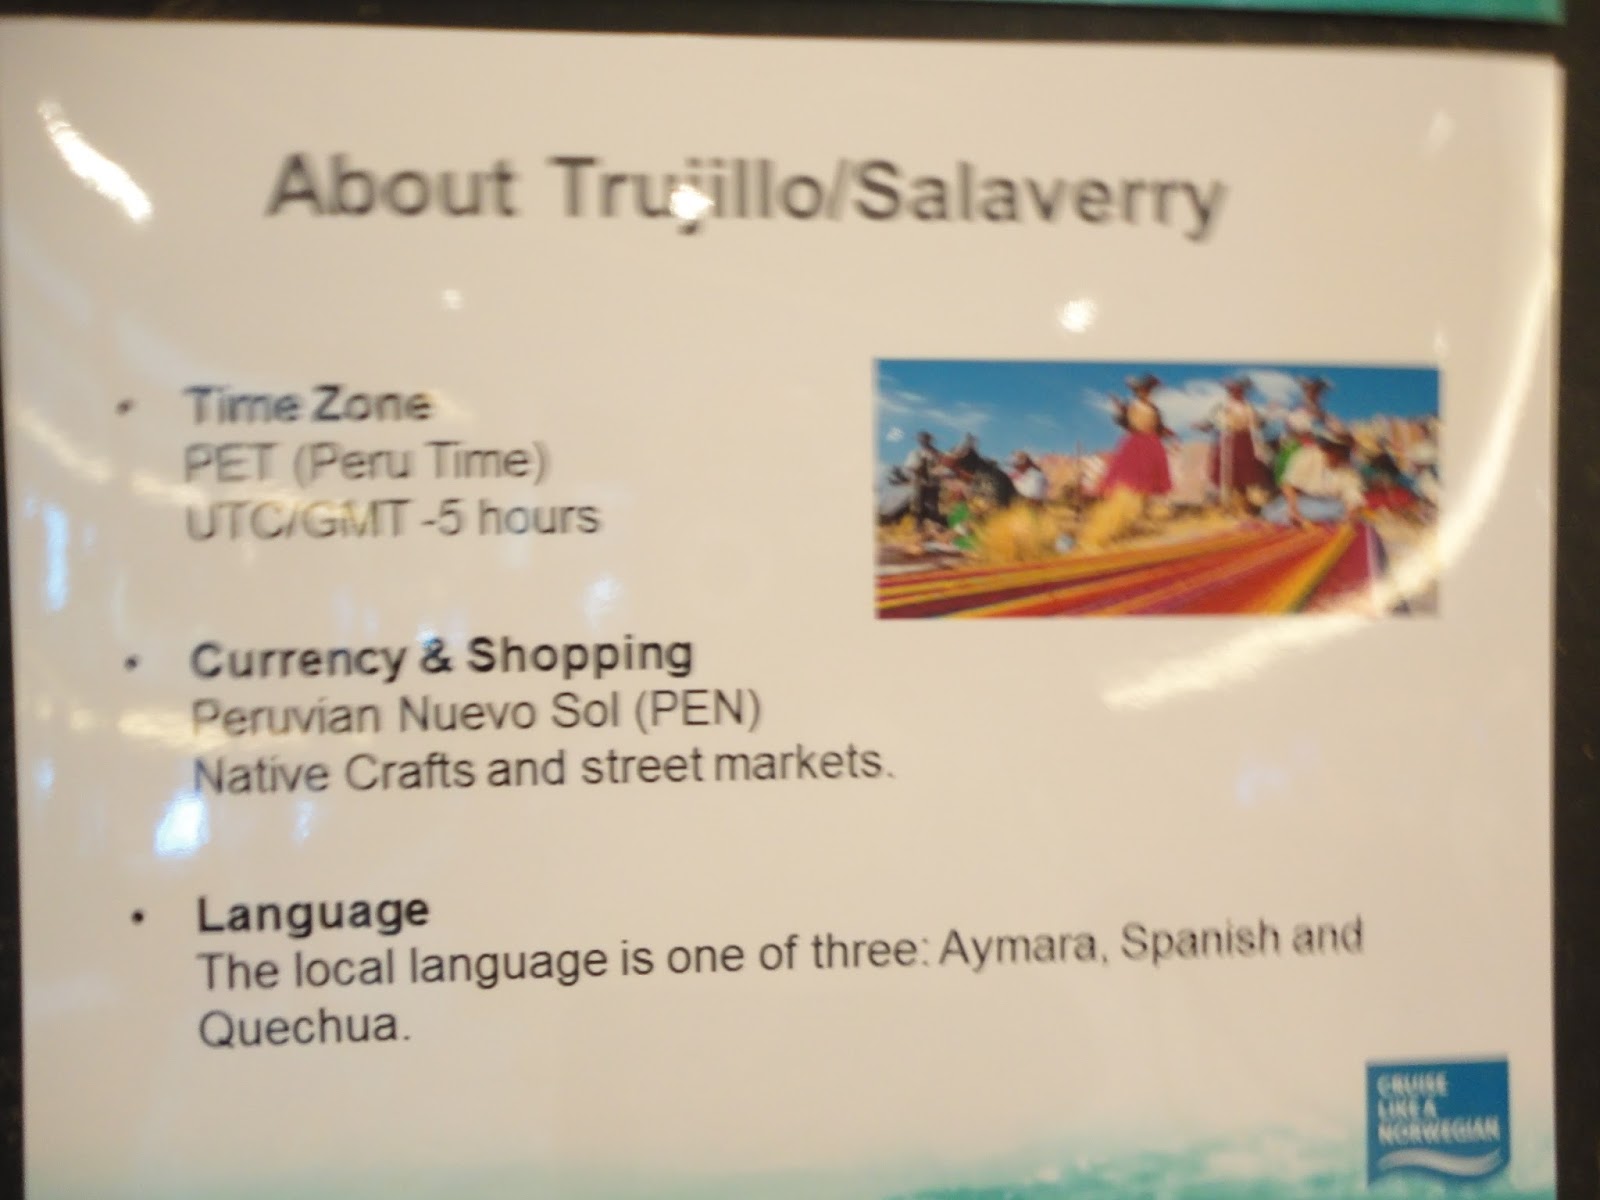 About Trujillo/Salaverry
• Time Zone
PET (Peru Time)
UTC/GMT -5 hours
• Currency & Shopping
Peruvian Nuevo Sol (PEN)
Native Crafts and street markets.
• Language
The local language is one of three: Aymara, Spanish and
Quechua.
CRUISE
LIKE A
NORWEGIAN